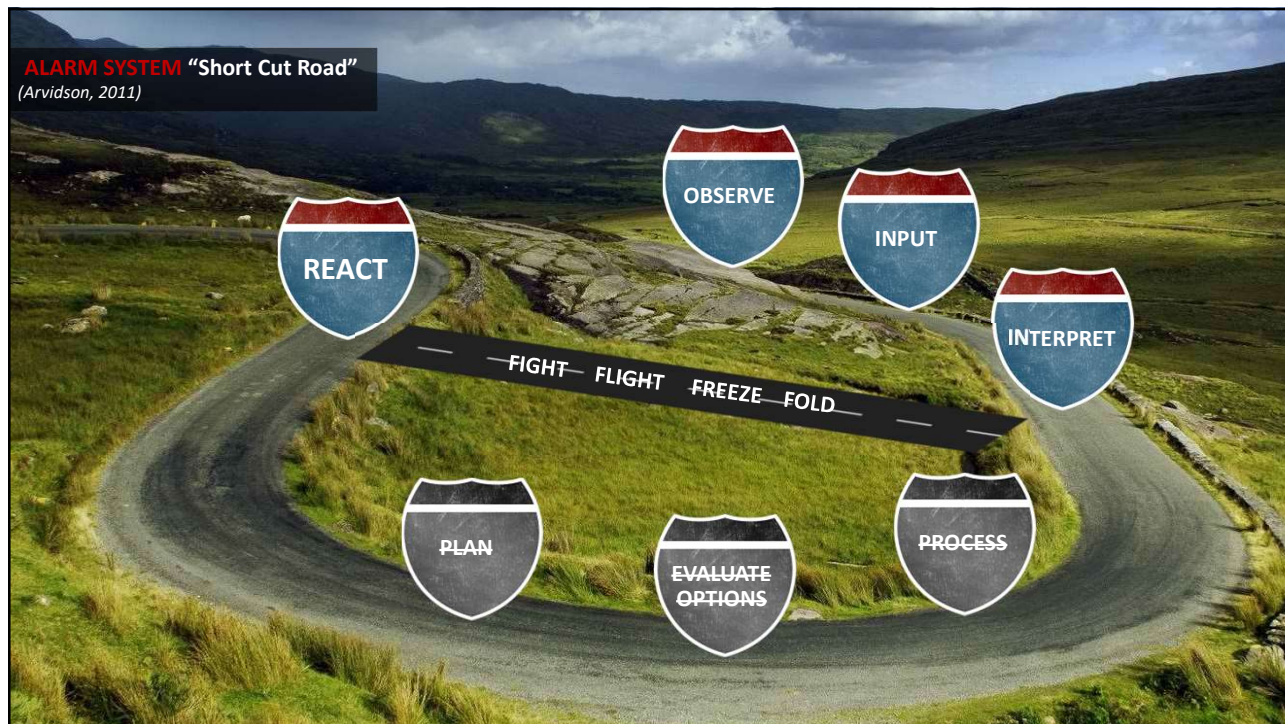 ALARM SYSTEM “Short Cut Road”
(Arvidson, 2011)
OBSERVE
INPUT
INTERPRET
REACT
FIGHT FLIGHT FREEZE FOLD
PROCESS
EVALUATE
OPTIONS
PLAN